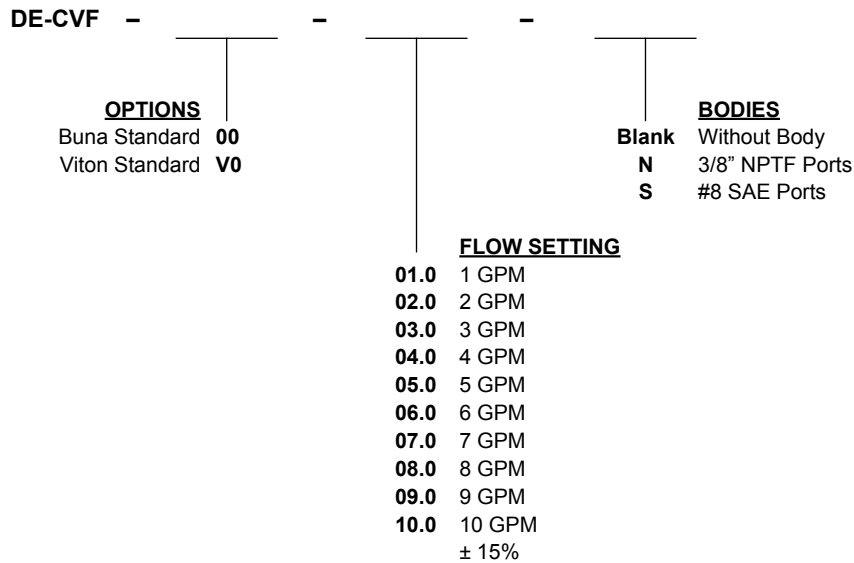 DE-CVF – – –
OPTIONS
Buna Standard 00
Viton Standard V0
BODIES
Blank Without Body
N 3/8” NPTF Ports
S #8 SAE Ports
FLOW SETTING
01.0 1 GPM
02.0 2 GPM
03.0 3 GPM
04.0 4 GPM
05.0 5 GPM
06.0 6 GPM
07.0 7 GPM
08.0 8 GPM
09.0 9 GPM
10.0 10 GPM
± 15%